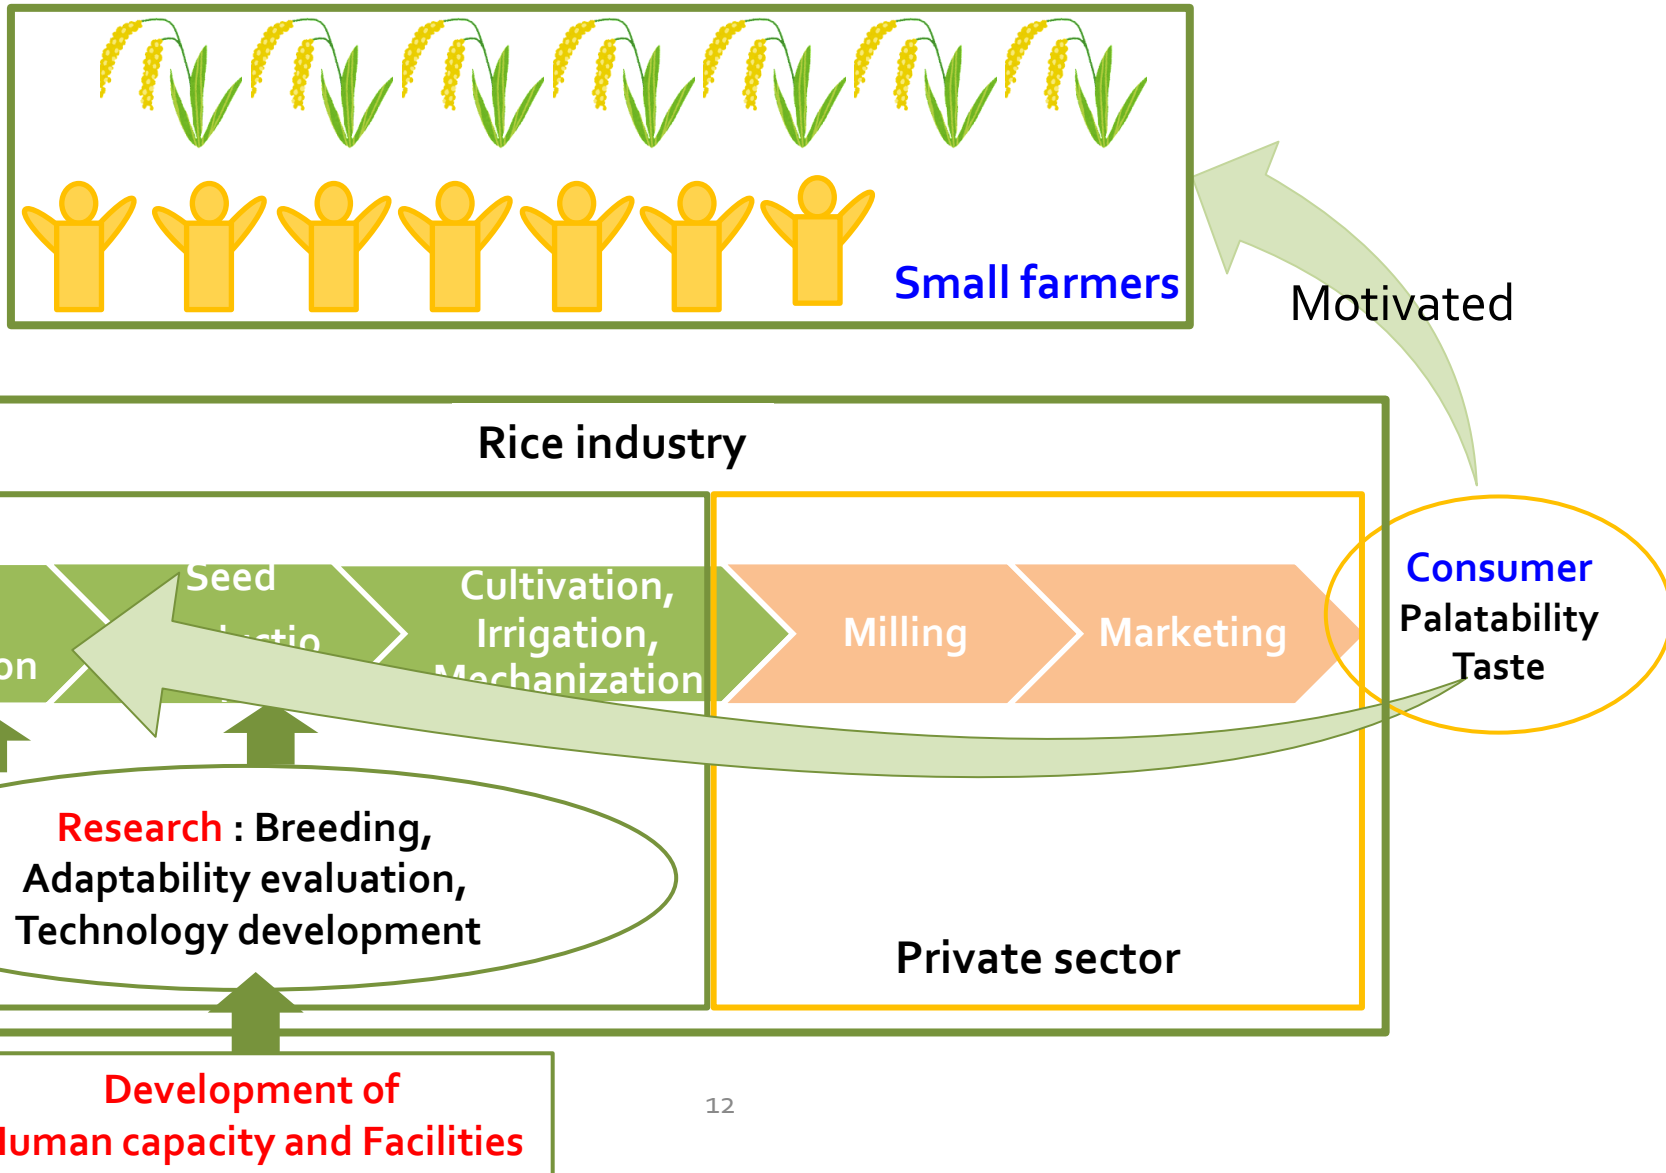 Small farmers
Motivated
Rice industry
Seed
Cultivation,
Irrigation,
Mechanization
Milling
Marketing
Consumer
Palatability
Taste
Research : Breeding,
Adaptability evaluation,
Technology development
Private sector
Development of
Human capacity and Facilities
12